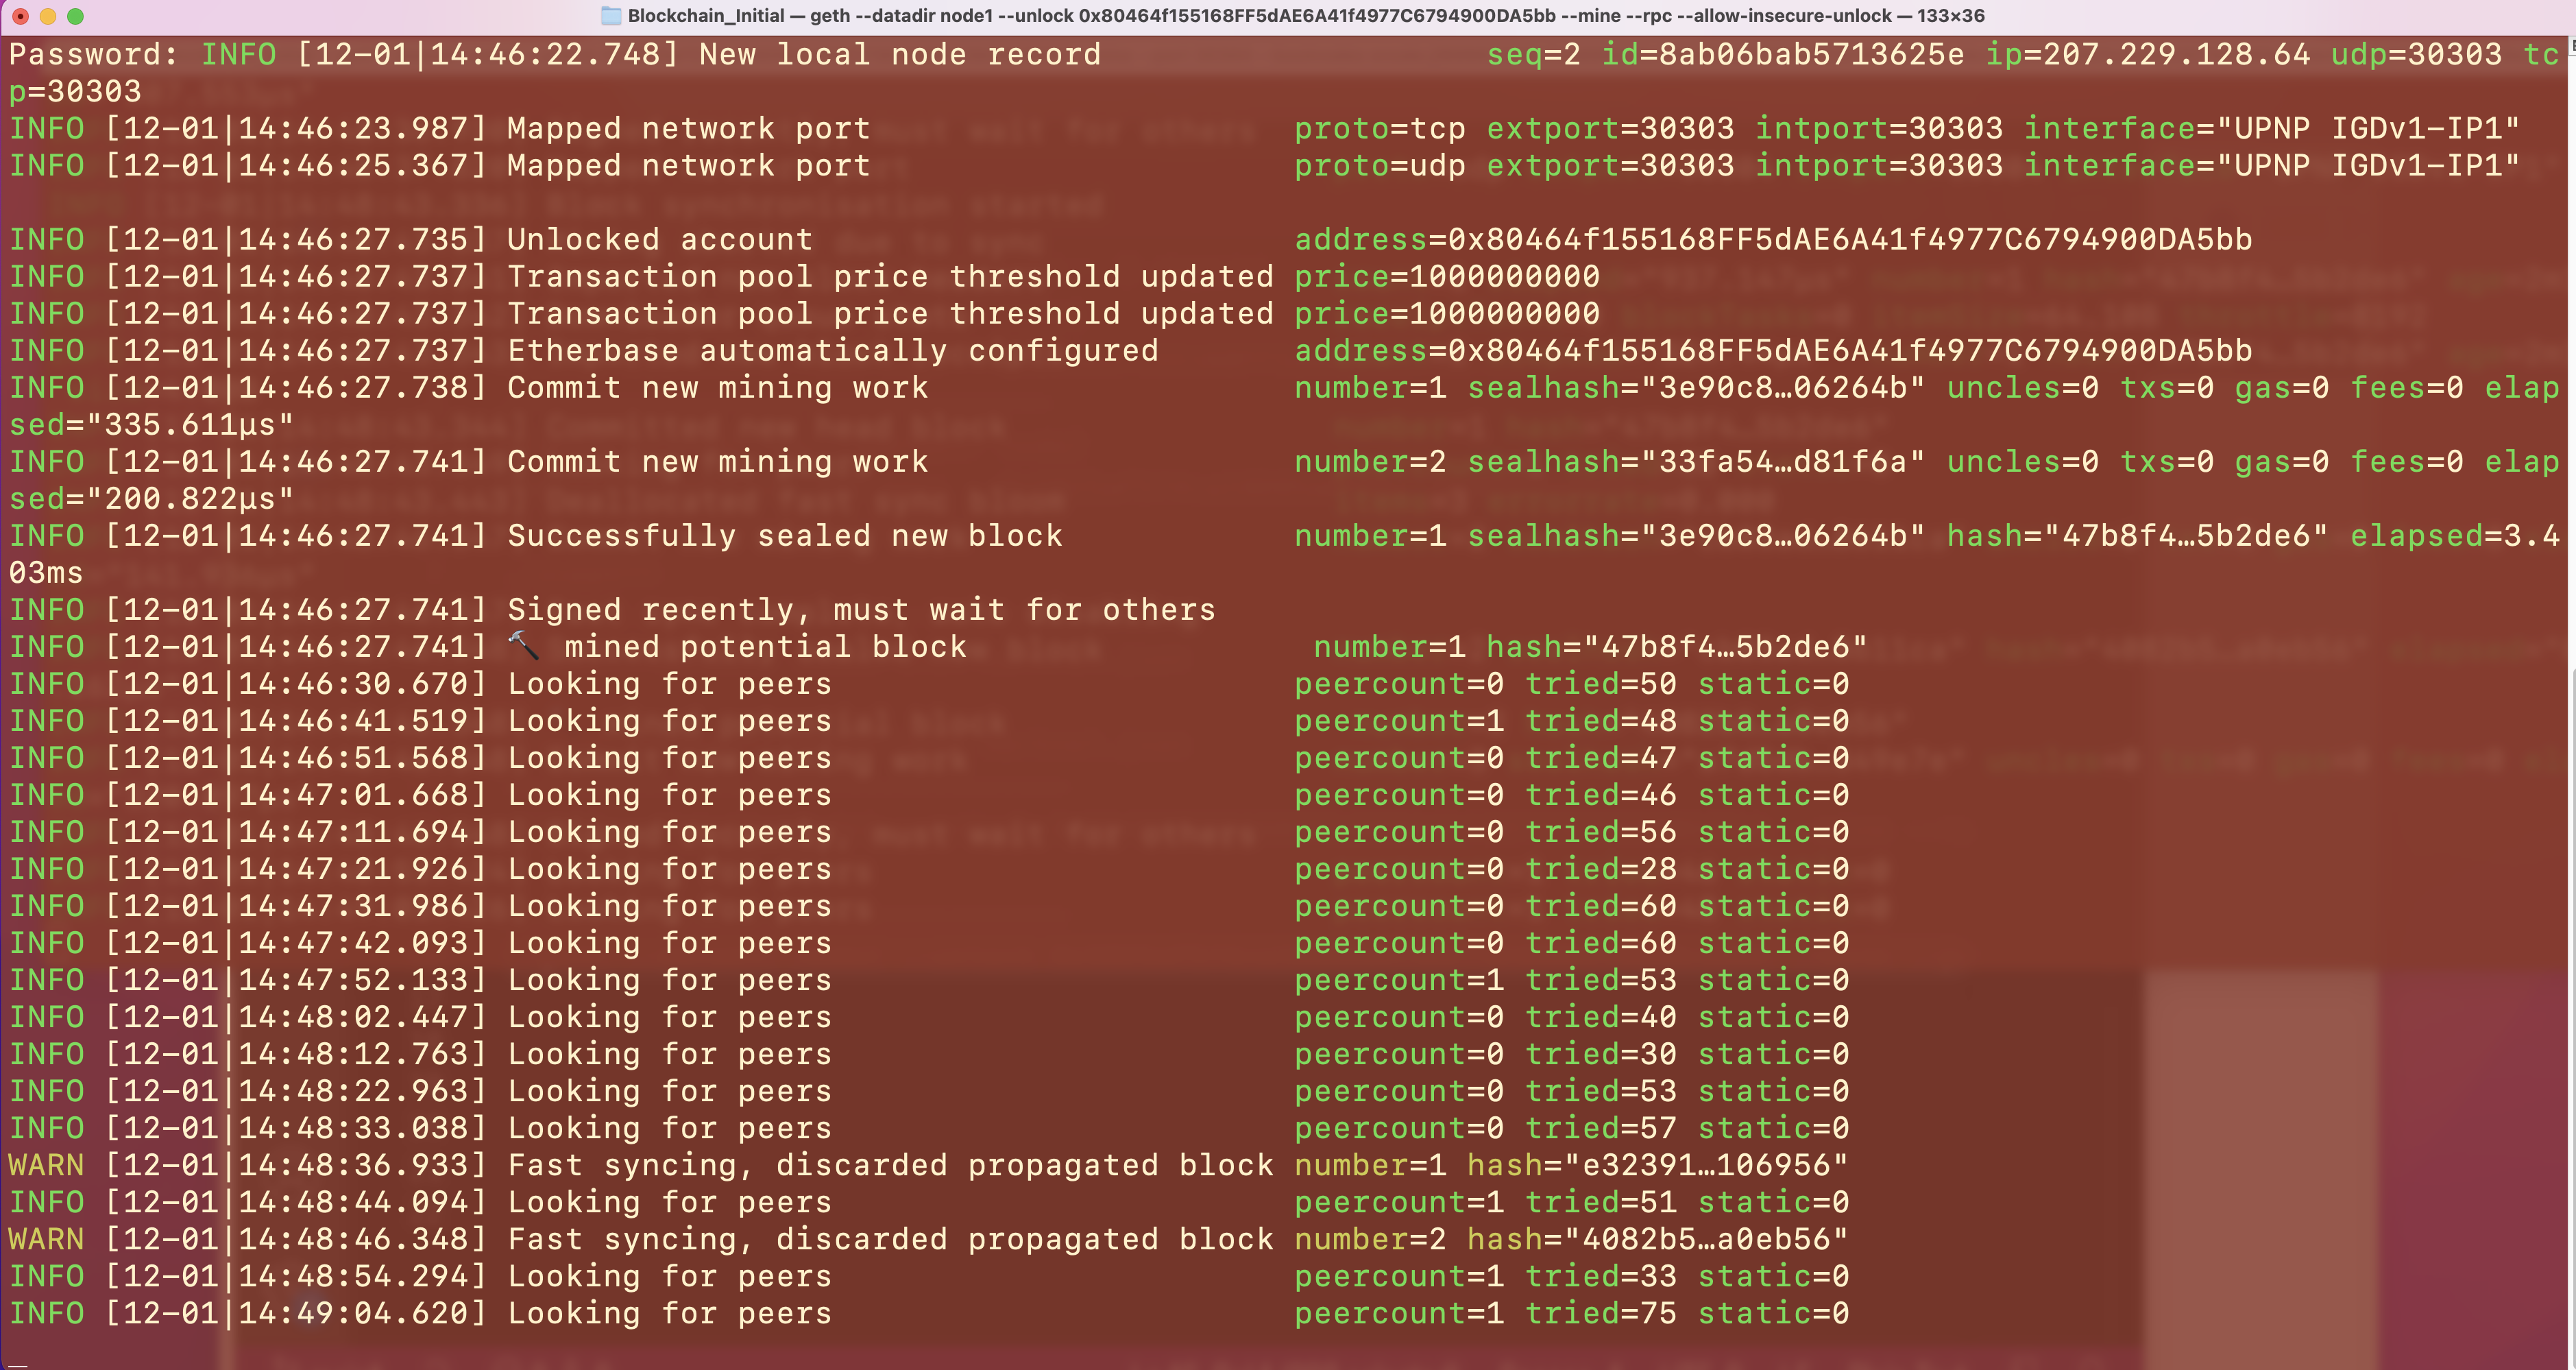 Blockchain_Initial — geth --datadir node1 --unlock 0x80464f155168FF5dAE6A41f4977C6794900DA5bb --mine --rpc --allow-insecure-unlock — 133×36
Password: INFO [12-01|14:46:22.748] New local node record seq=2 id=8ab06bab5713625e ip=207.229.128.64 udp=30303 tc
p=30303
INFO [12-01|14:46:23.987] Mapped network port proto=tcp extport=30303 intport=30303 interface="UPNP IGDv1-IP1"
INFO [12-01|14:46:25.367] Mapped network port proto=udp extport=30303 intport=30303 interface="UPNP IGDv1-IP1"
INFO [12-01|14:46:27.735] Unlocked account address=0x80464f155168FF5dAE6A41f4977C6794900DA5bb
INFO [12-01|14:46:27.737] Transaction pool price threshold updated price=1000000000
INFO [12-01|14:46:27.737] Transaction pool price threshold updated price=1000000000
INFO [12-01|14:46:27.737] Etherbase automatically configured address=0x80464f155168FF5dAE6A41f4977C6794900DA5bb
INFO [12-01|14:46:27.738] Commit new mining work number=1 sealhash="3e90c8…06264b" uncles=0 txs=0 gas=0 fees=0 elap
sed="335.611µs"
INFO [12-01|14:46:27.741] Commit new mining work number=2 sealhash="33fa54…d81f6a" uncles=0 txs=0 gas=0 fees=0 elap
sed="200.822µs"
INFO [12-01|14:46:27.741] Successfully sealed new block number=1 sealhash="3e90c8…06264b" hash="47b8f4…5b2de6" elapsed=3.4
03ms
INFO [12-01|14:46:27.741] Signed recently, must wait for others
INFO [12-01|14:46:27.741] 🔨 mined potential block number=1 hash="47b8f4…5b2de6"
INFO [12-01|14:46:30.670] Looking for peers peercount=0 tried=50 static=0
INFO [12-01|14:46:41.519] Looking for peers peercount=1 tried=48 static=0
INFO [12-01|14:46:51.568] Looking for peers peercount=0 tried=47 static=0
INFO [12-01|14:47:01.668] Looking for peers peercount=0 tried=46 static=0
INFO [12-01|14:47:11.694] Looking for peers peercount=0 tried=56 static=0
INFO [12-01|14:47:21.926] Looking for peers peercount=0 tried=28 static=0
INFO [12-01|14:47:31.986] Looking for peers peercount=0 tried=60 static=0
INFO [12-01|14:47:42.093] Looking for peers peercount=0 tried=60 static=0
INFO [12-01|14:47:52.133] Looking for peers peercount=1 tried=53 static=0
INFO [12-01|14:48:02.447] Looking for peers peercount=0 tried=40 static=0
INFO [12-01|14:48:12.763] Looking for peers peercount=0 tried=30 static=0
INFO [12-01|14:48:22.963] Looking for peers peercount=0 tried=53 static=0
INFO [12-01|14:48:33.038] Looking for peers peercount=0 tried=57 static=0
WARN [12-01|14:48:36.933] Fast syncing, discarded propagated block number=1 hash="e32391…106956"
INFO [12-01|14:48:44.094] Looking for peers peercount=1 tried=51 static=0
WARN [12-01|14:48:46.348] Fast syncing, discarded propagated block number=2 hash="4082b5…a0eb56"
INFO [12-01|14:48:54.294] Looking for peers peercount=1 tried=33 static=0
INFO [12-01|14:49:04.620] Looking for peers peercount=1 tried=75 static=0